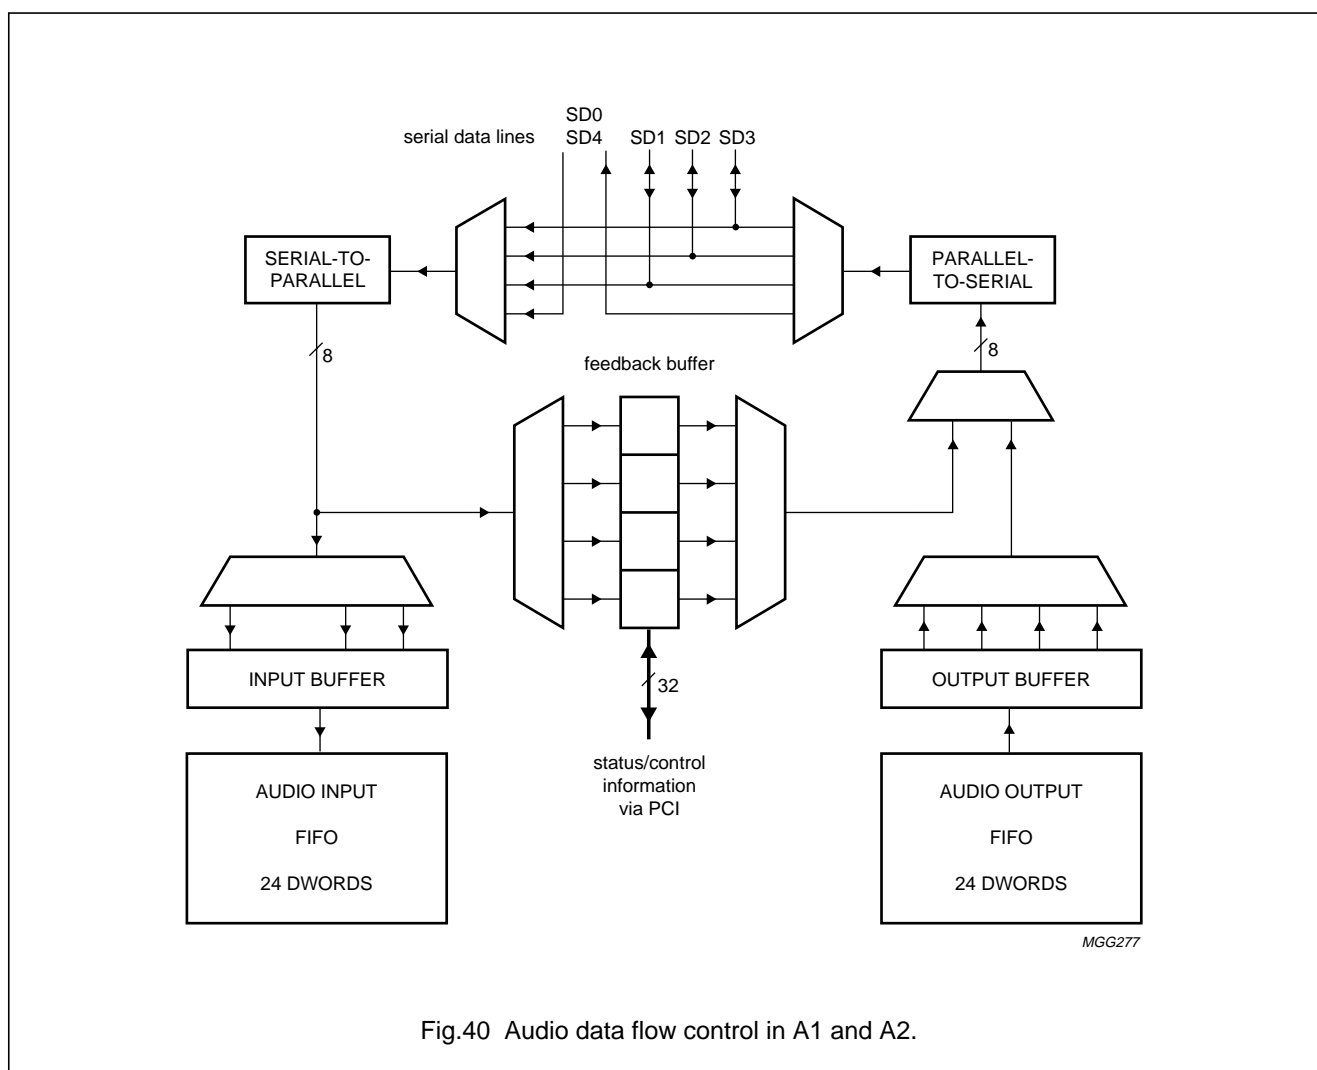 SD0
serial data lines SD4 SD1 SD2 SD3
SERIAL-TO-
PARALLEL
PARALLEL-
TO-SERIAL
8
8
feedback buffer
INPUT BUFFER
32
OUTPUT BUFFER
status/control
information
via PCI
AUDIO INPUT
FIFO
24 DWORDS
AUDIO OUTPUT
FIFO
24 DWORDS
MGG277
Fig.40 Audio data flow control in A1 and A2.